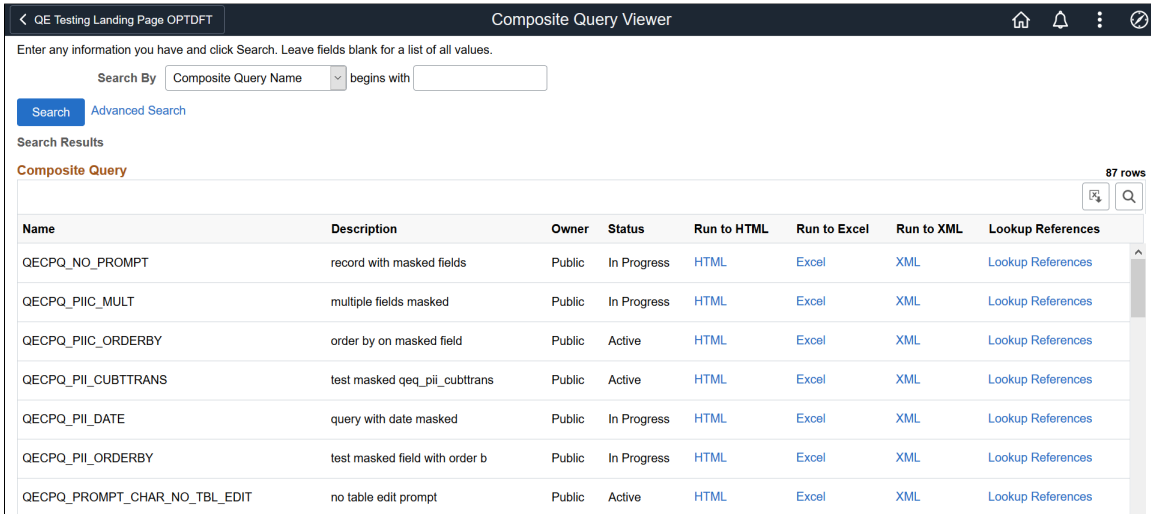 QE Testing Landing Page OPTDFT Composite Query Viewer
Enter any information you have and click Search. Leave fields blank for a list of all values.
Search By Composite Query Name begins with
Search Advanced Search
Search Results
Composite Query 87 rows
Name Description Owner Status Run to HTML Run to Excel Run to XML Lookup References
QECPQ_NO_PROMPT record with masked fields Public In Progress HTML Excel XML Lookup References
QECPQ_PIIC_MULT multiple fields masked Public In Progress HTML Excel XML Lookup References
QECPQ_PIIC_ORDERBY order by on masked field Public Active HTML Excel XML Lookup References
QECPQ_PII_CUBTTRANS test masked qeq_pii_cubttrans Public Active HTML Excel XML Lookup References
QECPQ_PII_DATE query with date masked Public In Progress HTML Excel XML Lookup References
QECPQ_PII_ORDERBY test masked field with order b Public In Progress HTML Excel XML Lookup References
QECPQ_PROMPT_CHAR_NO_TBL_EDIT no table edit prompt Public Active HTML Excel XML Lookup References